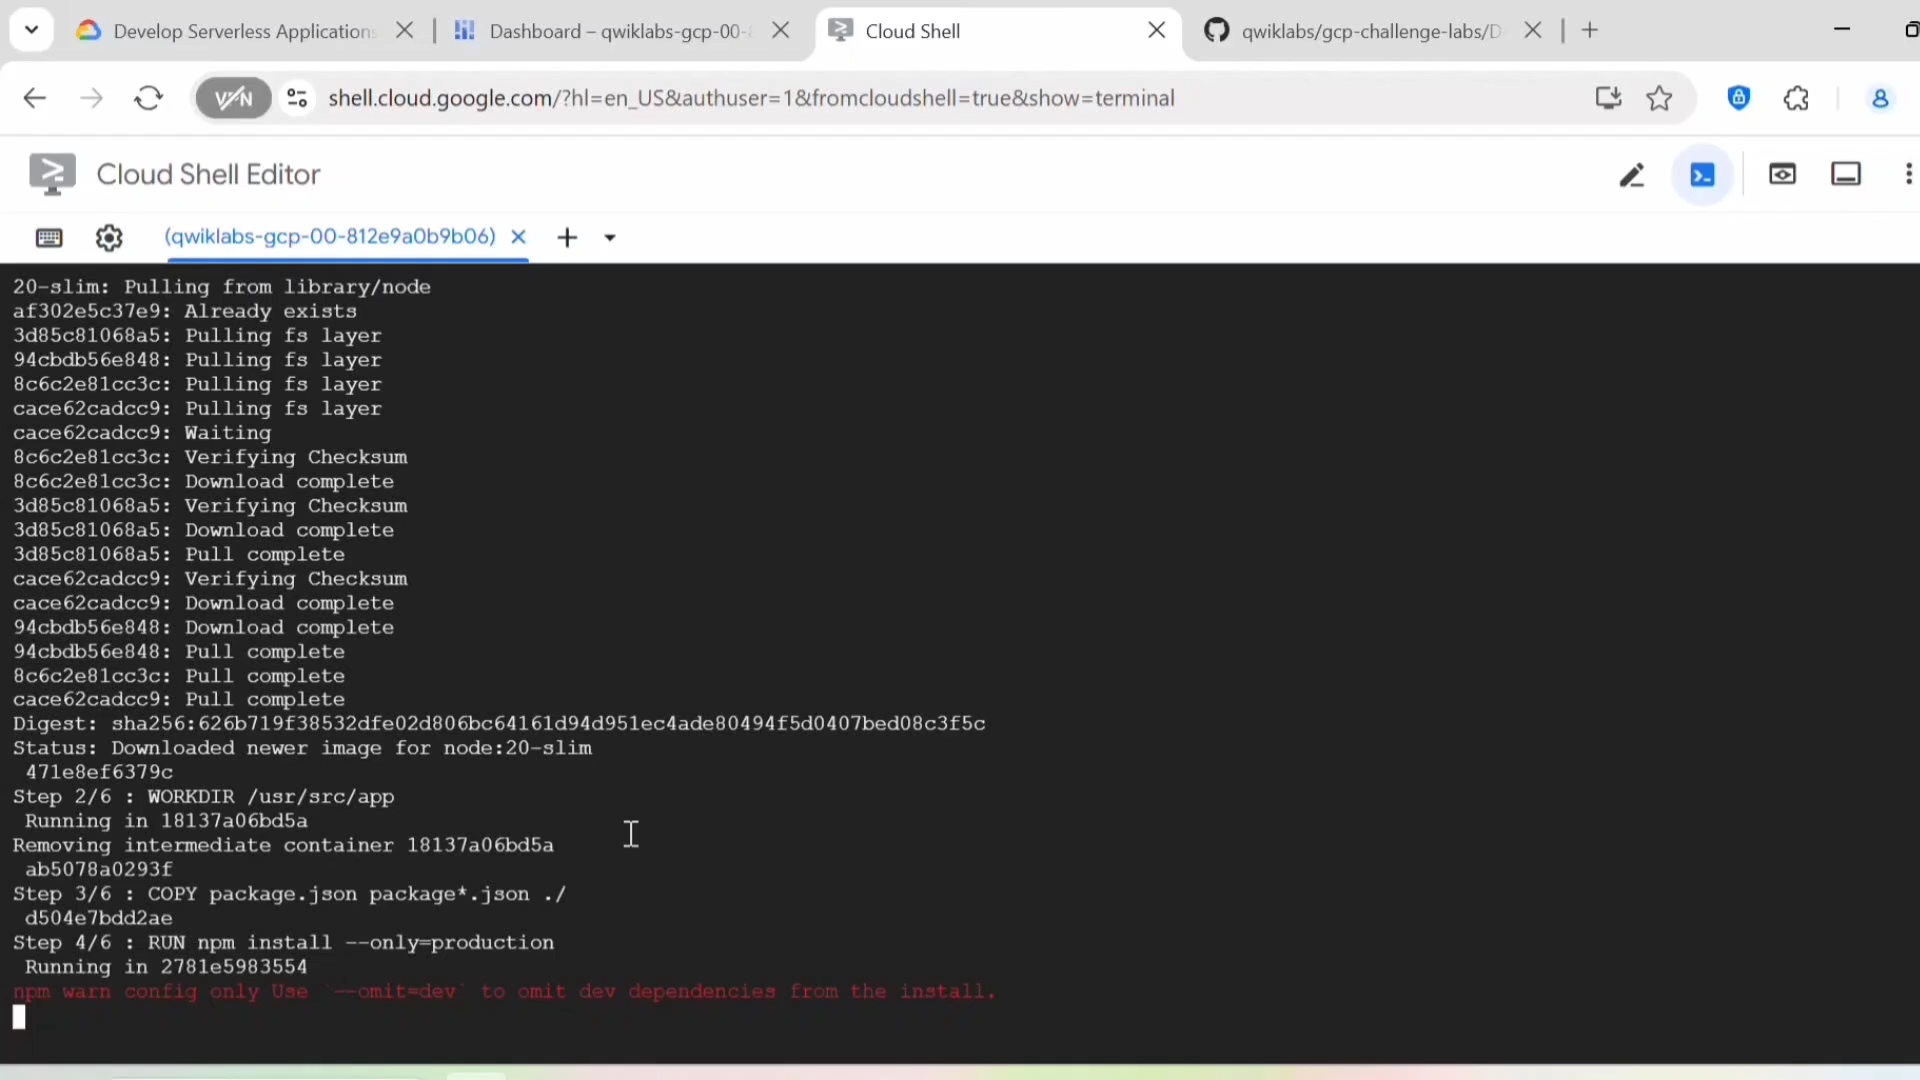 Develop Serverless Applications
Dashboard – qwiklabs-gcp-00-
Cloud Shell
qwiklabs/gcp-challenge-labs/D
VPN
shell.cloud.google.com/?hl=en_US&authuser=1&fromcloudshell=true&show=terminal
Cloud Shell Editor
(qwiklabs-gcp-00-812e9a0b9b06)
20-slim: Pulling from library/node
af302e5c37e9: Already exists
3d85c81068a5: Pulling fs layer
94cbdb56e848: Pulling fs layer
8c6c2e81cc3c: Pulling fs layer
cace62cadcc9: Pulling fs layer
cace62cadcc9: Waiting
8c6c2e81cc3c: Verifying Checksum
8c6c2e81cc3c: Download complete
3d85c81068a5: Verifying Checksum
3d85c81068a5: Download complete
3d85c81068a5: Pull complete
cace62cadcc9: Verifying Checksum
cace62cadcc9: Download complete
94cbdb56e848: Download complete
94cbdb56e848: Pull complete
8c6c2e81cc3c: Pull complete
cace62cadcc9: Pull complete
Digest: sha256:626b719f38532dfe02d806bc64161d94d951ec4ade80494f5d0407bed08c3f5c
Status: Downloaded newer image for node:20-slim
471e8ef6379c
Step 2/6 : WORKDIR /usr/src/app
Running in 18137a06bd5a
Removing intermediate container 18137a06bd5a
ab5078a0293f
Step 3/6 : COPY package.json package*.json ./
d504e7bdd2ae
Step 4/6 : RUN npm install --only=production
Running in 2781e5983554
npm warn config only Use `--omit=dev` to omit dev dependencies from the install.